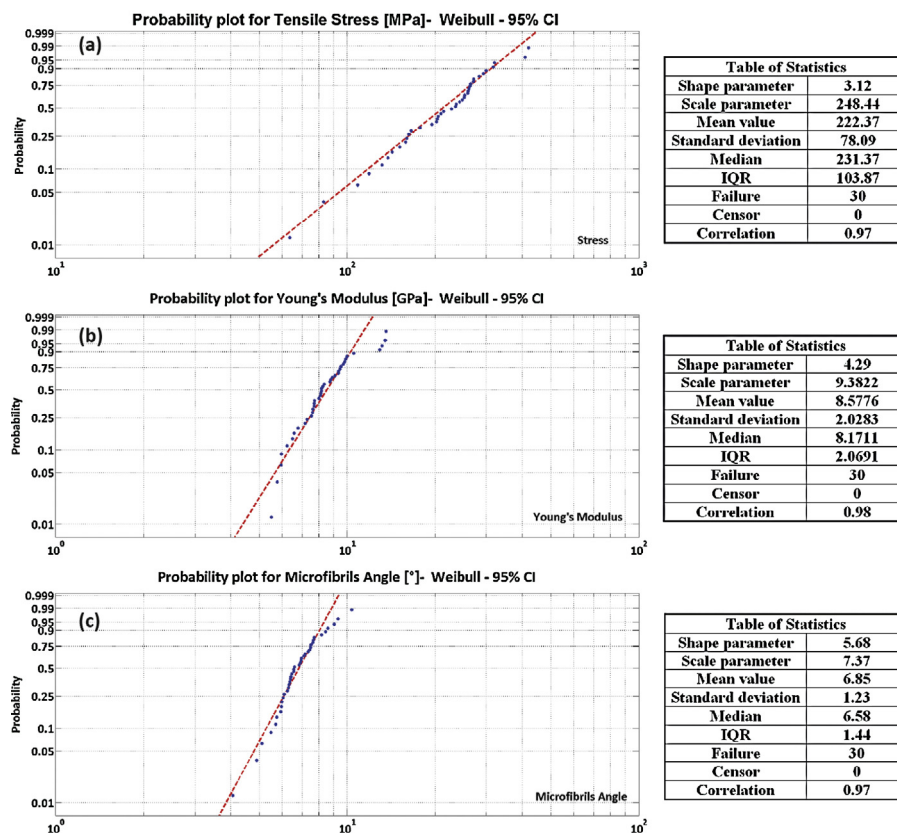 Probability plot for Tensile Stress [MPa]- Weibull - 95% CI
(a)
Probability
0.999
0.99
0.95
0.9
0.75
0.5
0.25
0.1
0.05
0.01
10^1
10^2
10^3
Stress
Table of Statistics
Shape parameter 3.12
Scale parameter 248.44
Mean value 222.37
Standard deviation 78.09
Median 231.37
IQR 103.87
Failure 30
Censor 0
Correlation 0.97
Probability plot for Young's Modulus [GPa]- Weibull - 95% CI
(b)
Probability
0.999
0.99
0.95
0.9
0.75
0.5
0.25
0.1
0.05
0.01
10^0
10^1
10^2
Young's Modulus
Table of Statistics
Shape parameter 4.29
Scale parameter 9.3822
Mean value 8.5776
Standard deviation 2.0283
Median 8.1711
IQR 2.0691
Failure 30
Censor 0
Correlation 0.98
Probability plot for Microfibrils Angle [°]- Weibull - 95% CI
(c)
Probability
0.999
0.99
0.95
0.9
0.75
0.5
0.25
0.1
0.05
0.01
10^0
10^1
10^2
Microfibrils Angle
Table of Statistics
Shape parameter 5.68
Scale parameter 7.37
Mean value 6.85
Standard deviation 1.23
Median 6.58
IQR 1.44
Failure 30
Censor 0
Correlation 0.97